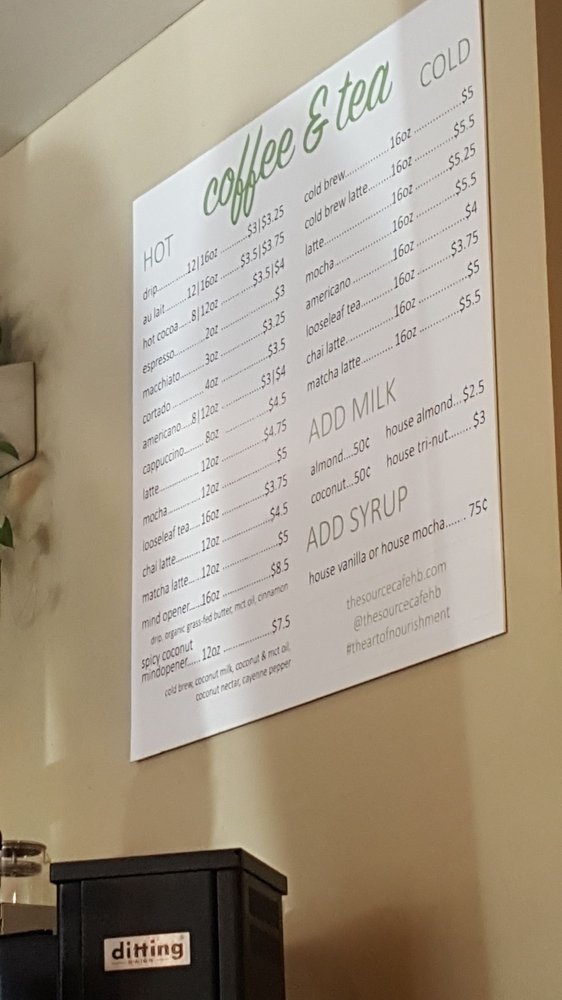 coffee & tea
HOT
drip........12|16oz .........$3|$3.25
au lait........12|16oz .......$3.5|$3.75
hot cocoa.....8|12oz .........$3.5|$4
espresso.........2oz ..............$3
macchiato........3oz ............$3.25
cortado .........4oz .............$3.5
americano....8|12oz ............$3|$4
cappuccino.......8oz .............$4.5
latte...............12oz ............$4.75
mocha............12oz ..............$5
looseleaf tea....16oz ...........$3.75
chai latte.........12oz ............$4.5
matcha latte....12oz ..............$5
mind opener.....16oz ............$8.5
drip, organic grass-fed butter, mct oil, cinnamon
spicy coconut
mindopener..... 12oz .............$7.5
cold brew, coconut milk, coconut & mct oil,
coconut nectar, cayenne pepper
COLD
cold brew..............16oz .............$5
cold brew latte.......16oz ...........$5.5
latte....................16oz ..........$5.25
mocha.................16oz ...........$5.5
americano ............16oz .............$4
looseleaf tea..........16oz ..........$3.75
chai latte..............16oz .............$5
matcha latte.......... 16oz ...........$5.5
ADD MILK
almond...50¢ house almond...$2.5
coconut...50¢ house tri-nut........$3
ADD SYRUP
house vanilla or house mocha...... 75¢
thesourcecafehb.com
@thesourcecafehb
#theartofnourishment
ditting